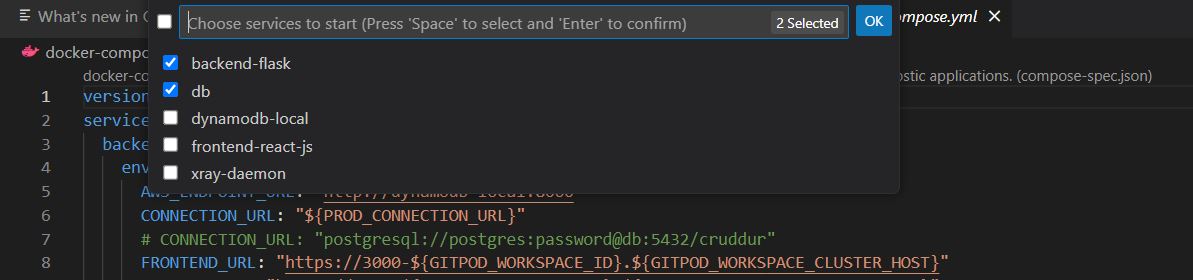 What's new in
Choose services to start (Press 'Space' to select and 'Enter' to confirm)
2 Selected
OK
ompose.yml
backend-flask
db
dynamodb-local
frontend-react-js
xray-daemon
docker-compo
docker-com
ostic applications. (compose-spec.json)
1 version
2 service
3 backe
4 env
5 AWS_ENDPOINT_URL: "http://dynamodb-local:8000"
6 CONNECTION_URL: "${PROD_CONNECTION_URL}"
7 # CONNECTION_URL: "postgresql://postgres:password@db:5432/cruddur"
8 FRONTEND_URL: "https://3000-${GITPOD_WORKSPACE_ID}.${GITPOD_WORKSPACE_CLUSTER_HOST}"